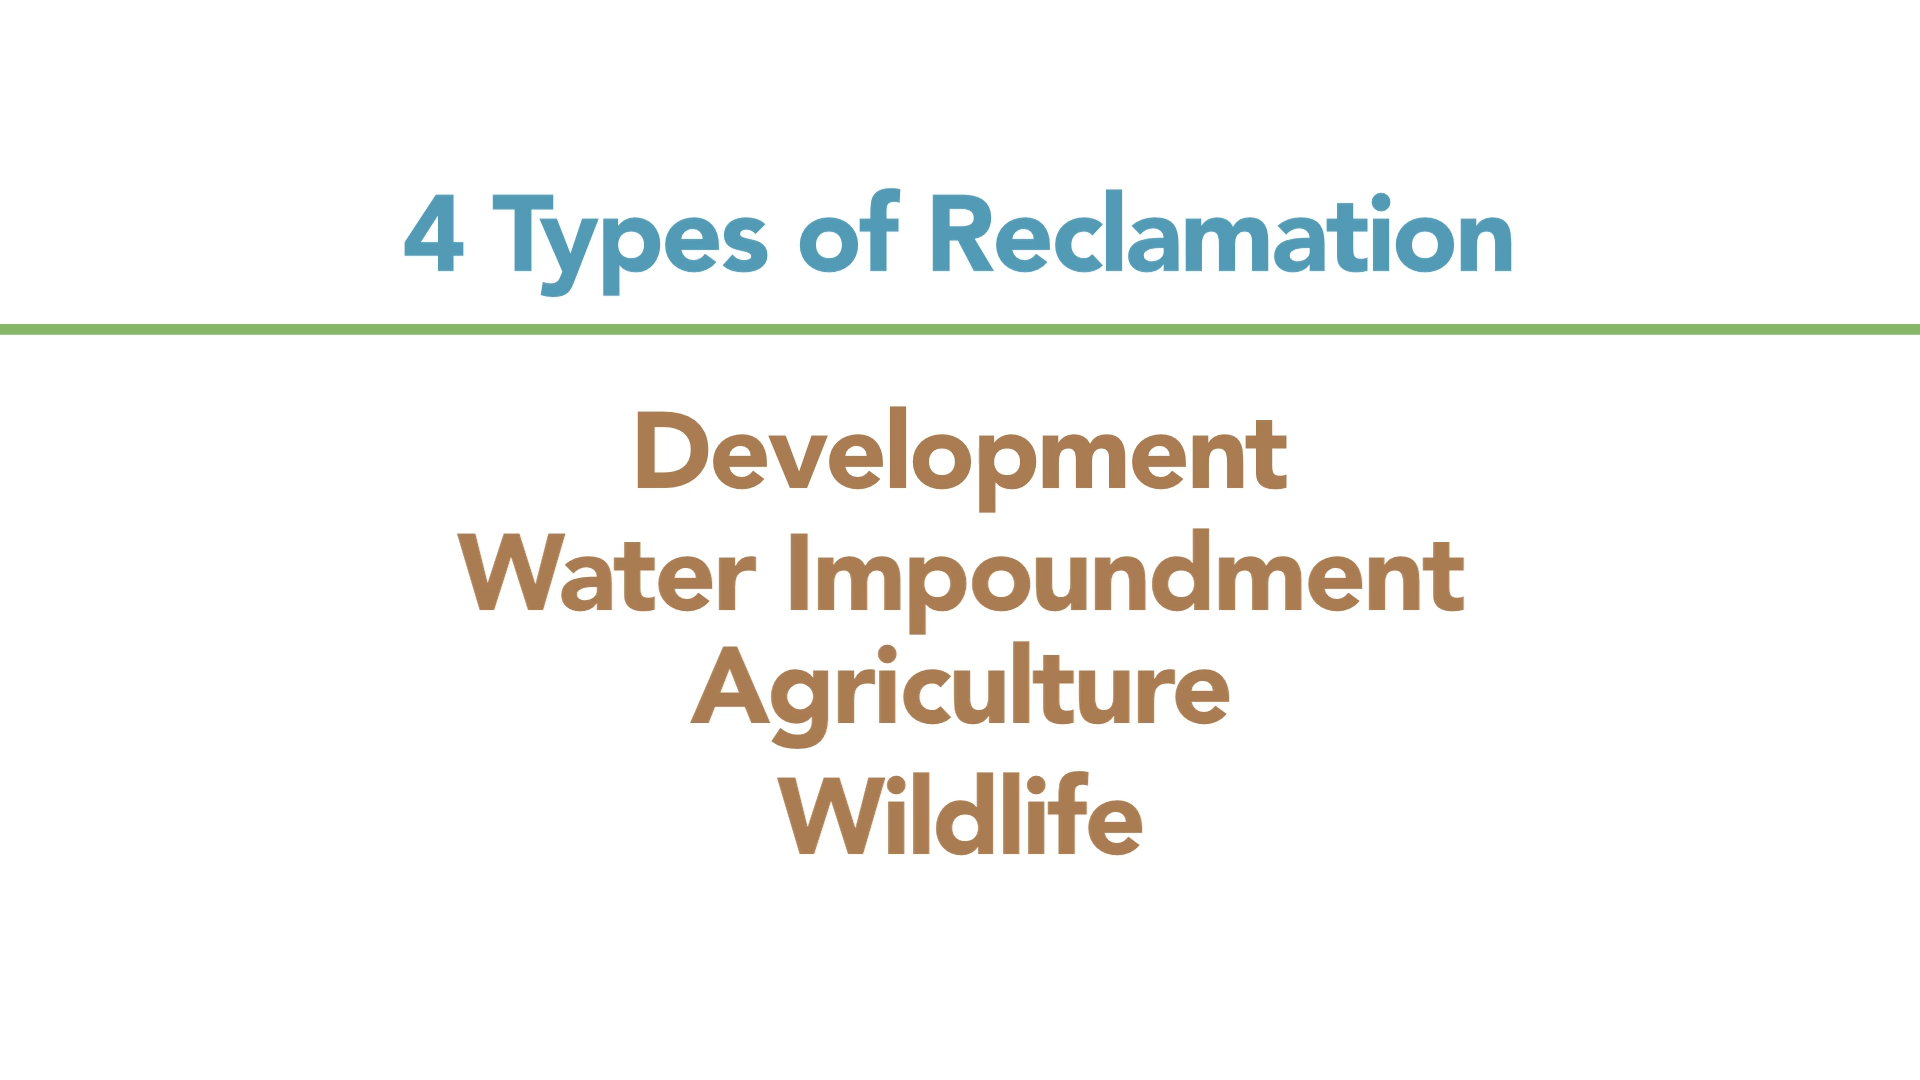 4 Types of Reclamation
Development
Water Impoundment
Agriculture
Wildlife